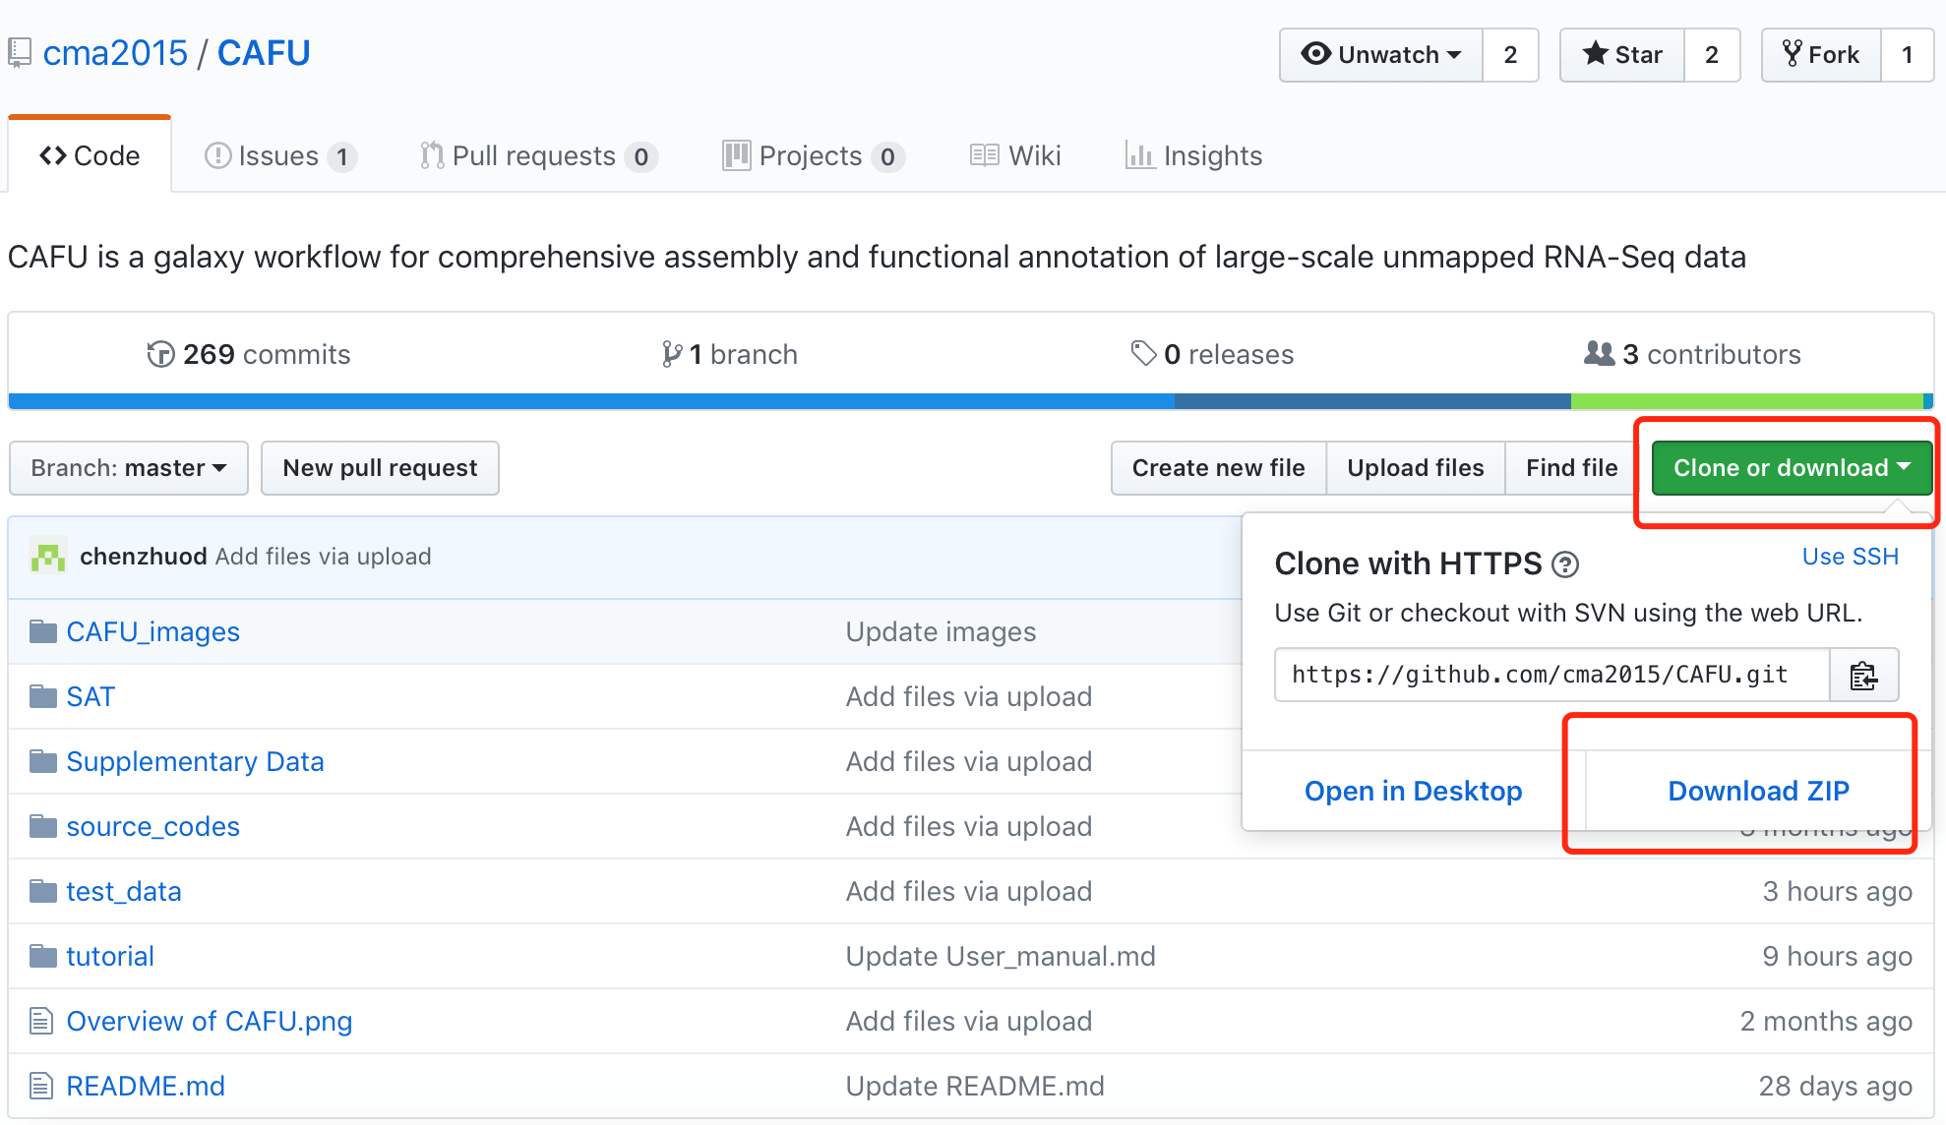 cma2015 / CAFU
Unwatch 2 Star 2 Fork 1
Code Issues 1 Pull requests 0 Projects 0 Wiki Insights
CAFU is a galaxy workflow for comprehensive assembly and functional annotation of large-scale unmapped RNA-Seq data
269 commits 1 branch 0 releases 3 contributors
Branch: master New pull request Create new file Upload files Find file Clone or download
chenzhuod Add files via upload
Clone with HTTPS Use SSH
Use Git or checkout with SVN using the web URL.
https://github.com/cma2015/CAFU.git
Open in Desktop Download ZIP
CAFU_images Update images
SAT Add files via upload
Supplementary Data Add files via upload
source_codes Add files via upload months ago
test_data Add files via upload 3 hours ago
tutorial Update User_manual.md 9 hours ago
Overview of CAFU.png Add files via upload 2 months ago
README.md Update README.md 28 days ago